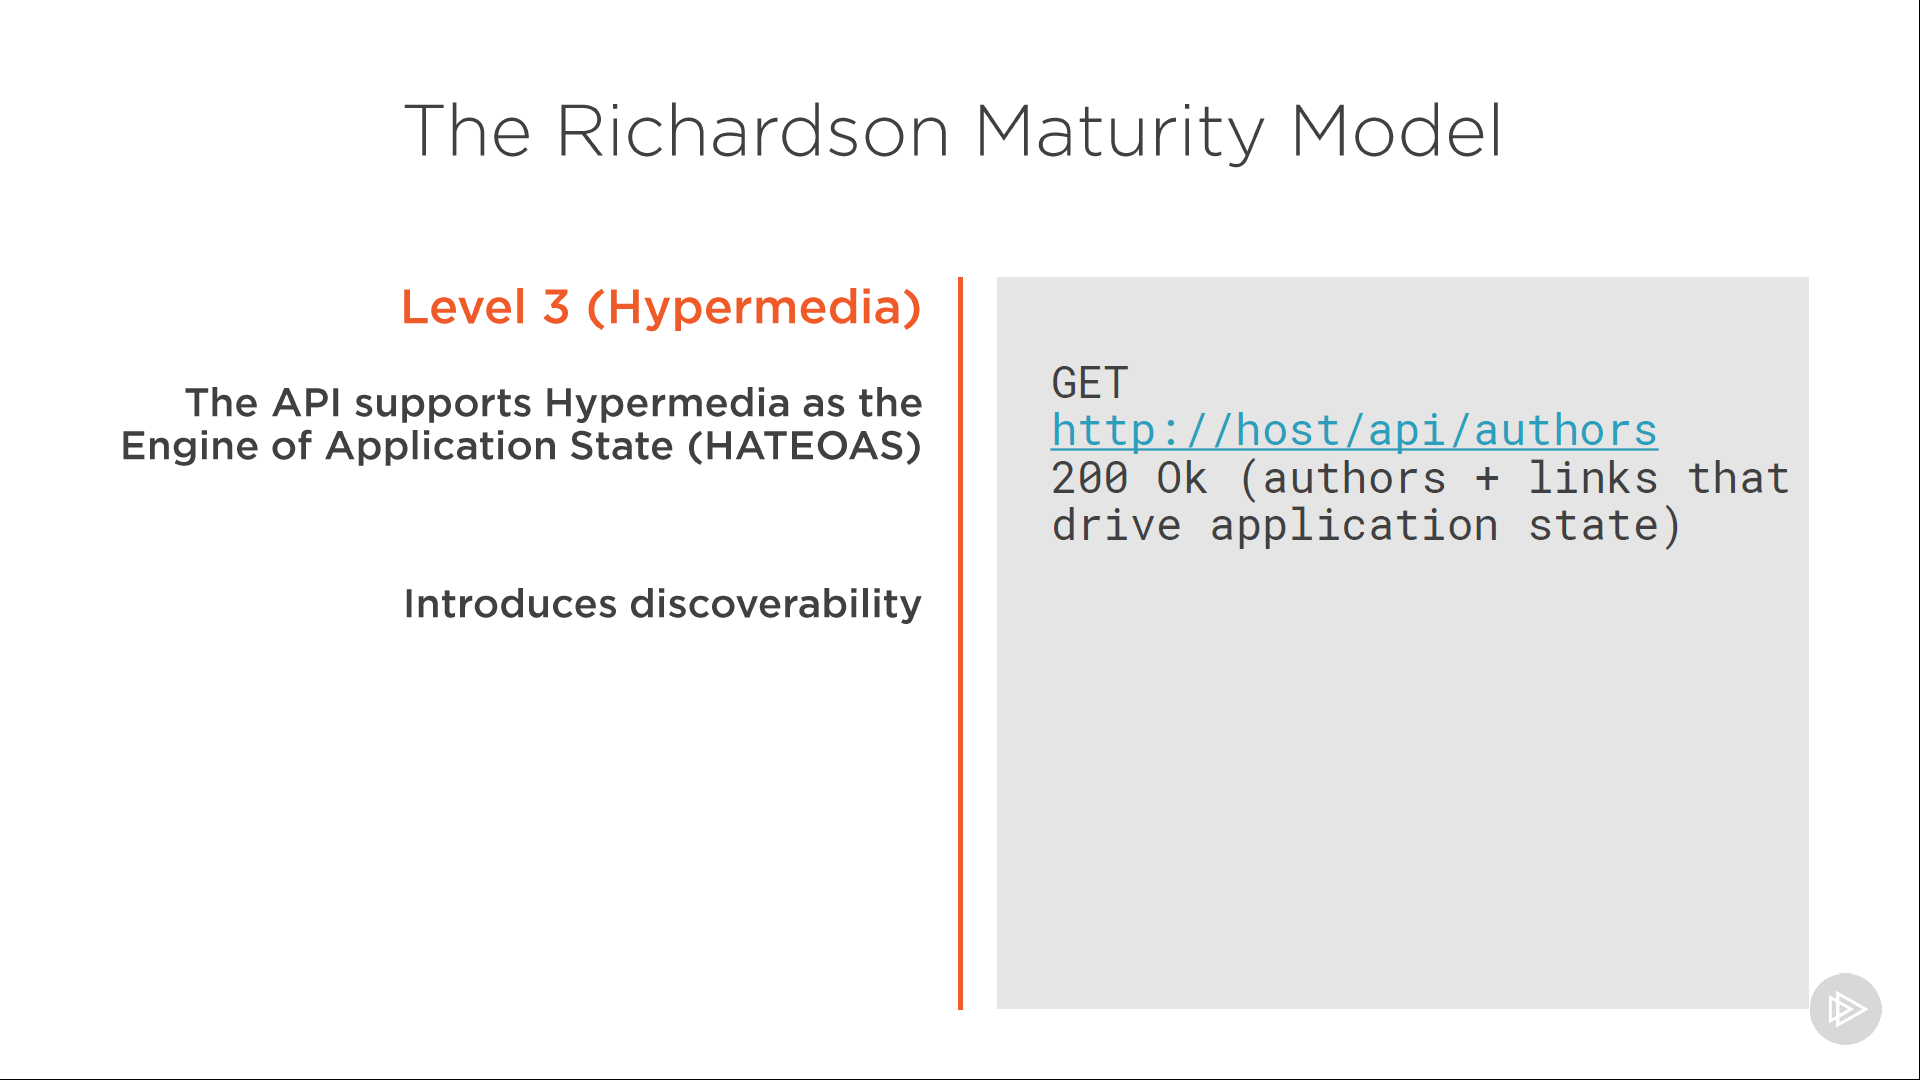 The Richardson Maturity Model
Level 3 (Hypermedia)
The API supports Hypermedia as the
Engine of Application State (HATEOAS)
Introduces discoverability
GET
http://host/api/authors
200 Ok (authors + links that
drive application state)